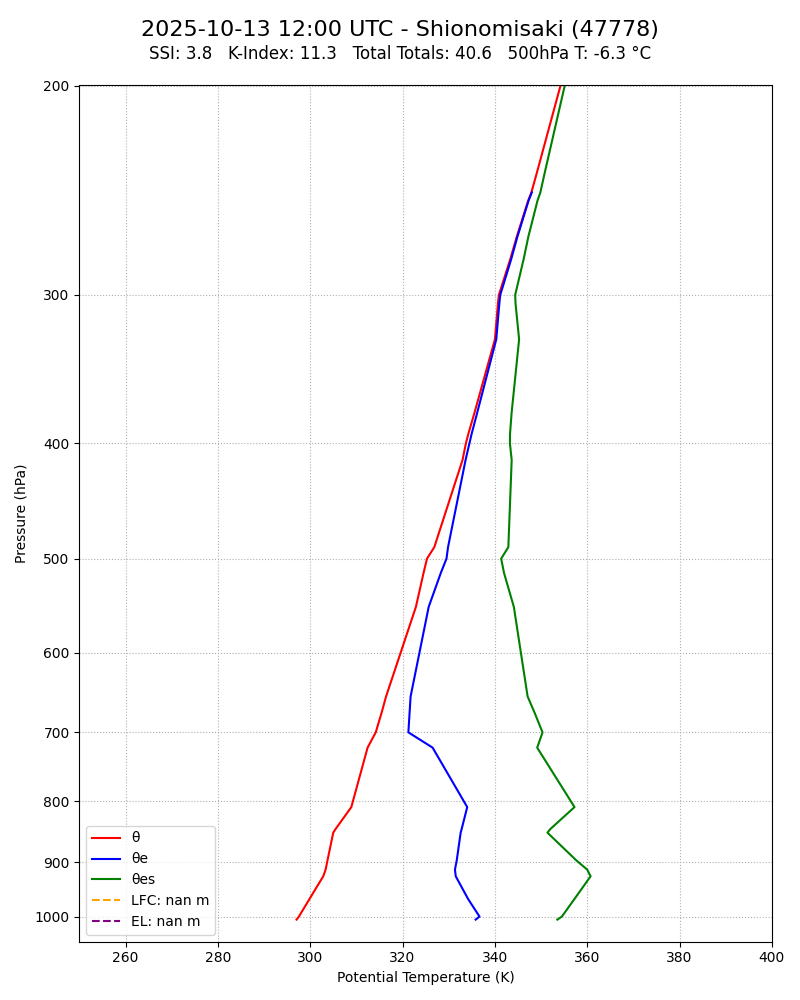 2025-10-13 12:00 UTC - Shionomisaki (47778)
SSI: 3.8 K-Index: 11.3 Total Totals: 40.6 500hPa T: -6.3 °C
200
300
400
500
600
700
800
900
1000
Pressure (hPa)
θ
θe
θes
LFC: nan m
EL: nan m
260 280 300 320 340 360 380 400
Potential Temperature (K)